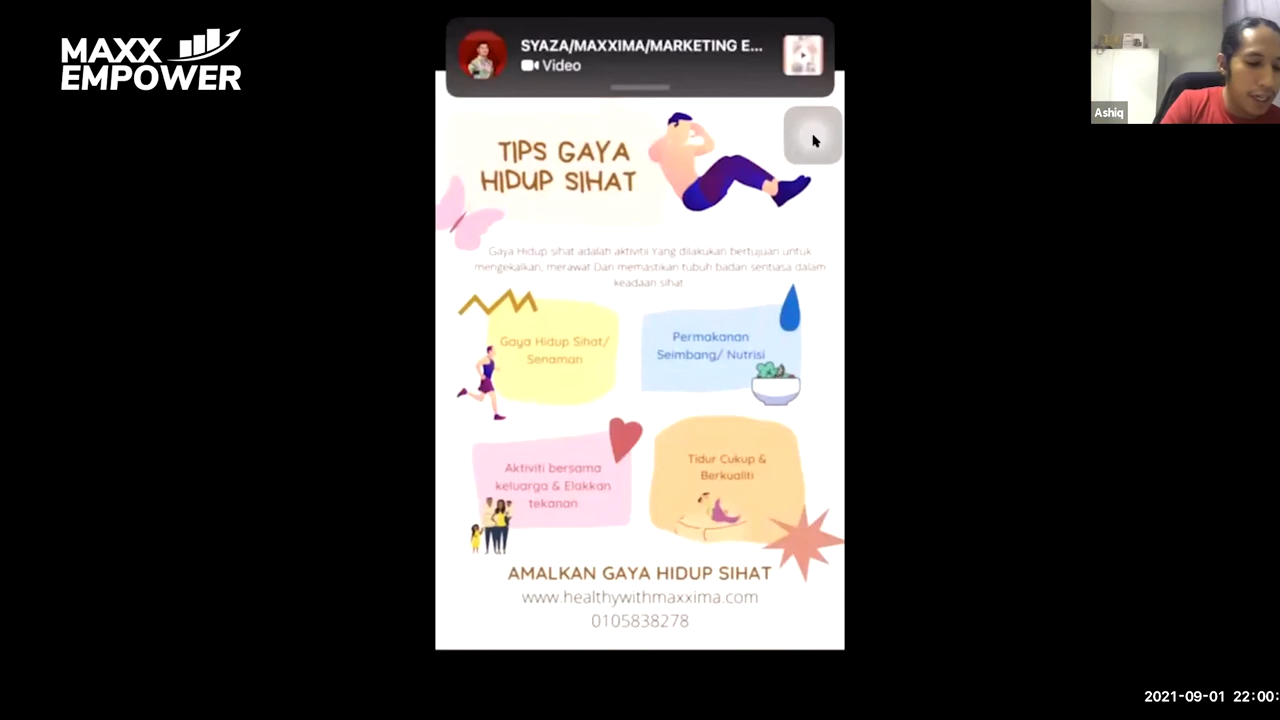 MAXX
EMPOWER
SYAZA/MAXXIMA/MARKETING E...
Video
Ashiq
TIPS GAYA
HIDUP SIHAT
Gaya Hidup sihat adalah aktivitii Yang dilakukan bertujuan untuk
mengekalkan, merawat Dan memastikan tubuh badan sentiasa dalam
keadaan sihat
Gaya Hidup Sihat/
Senaman
Permakanan
Seimbang/ Nutrisi
Aktiviti bersama
keluarga & Elakkan
tekanan
Tidur Cukup &
Berkualiti
AMALKAN GAYA HIDUP SIHAT
www.healthywithmaxxima.com
0105838278
2021-09-01 22:00: